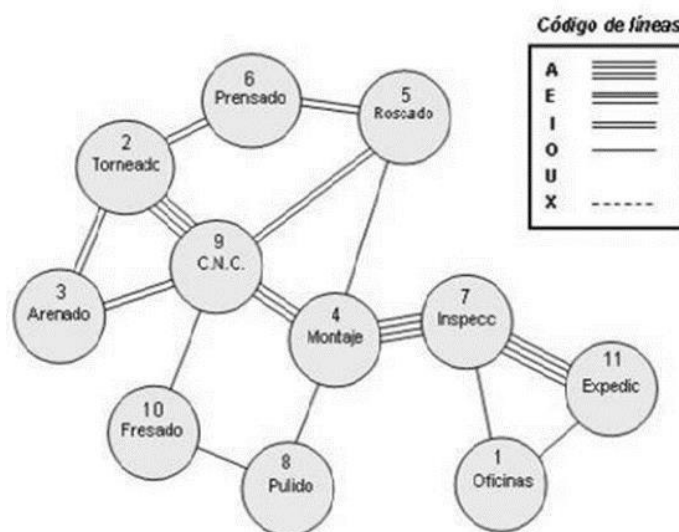 Código de líneas
A
E
I
O
U
X
6
Prensado
5
Roscado
2
Torneadc
9
C.N.C.
3
Arenado
4
Montaje
7
Inspecc
11
Expedic
10
Fresado
8
Pulido
1
Oficinas